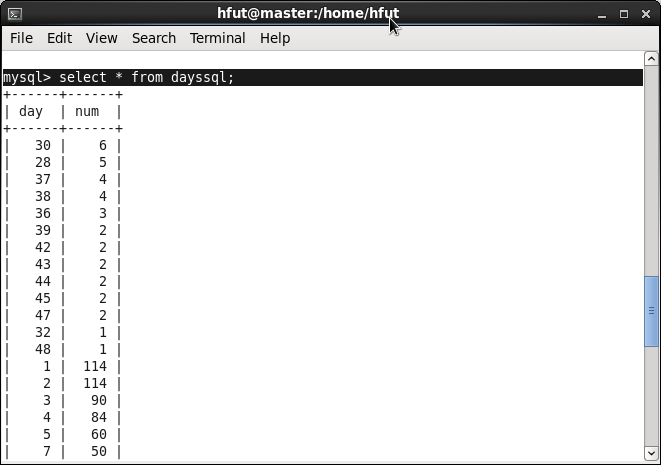 hfut@master:/home/hfut
File Edit View Search Terminal Help
mysql> select * from dayssql;
+------+------+
| day  | num  |
+------+------+
|   30 |    6 |
|   28 |    5 |
|   37 |    4 |
|   38 |    4 |
|   36 |    3 |
|   39 |    2 |
|   42 |    2 |
|   43 |    2 |
|   44 |    2 |
|   45 |    2 |
|   47 |    2 |
|   32 |    1 |
|   48 |    1 |
|    1 |  114 |
|    2 |  114 |
|    3 |   90 |
|    4 |   84 |
|    5 |   60 |
|    7 |   50 |